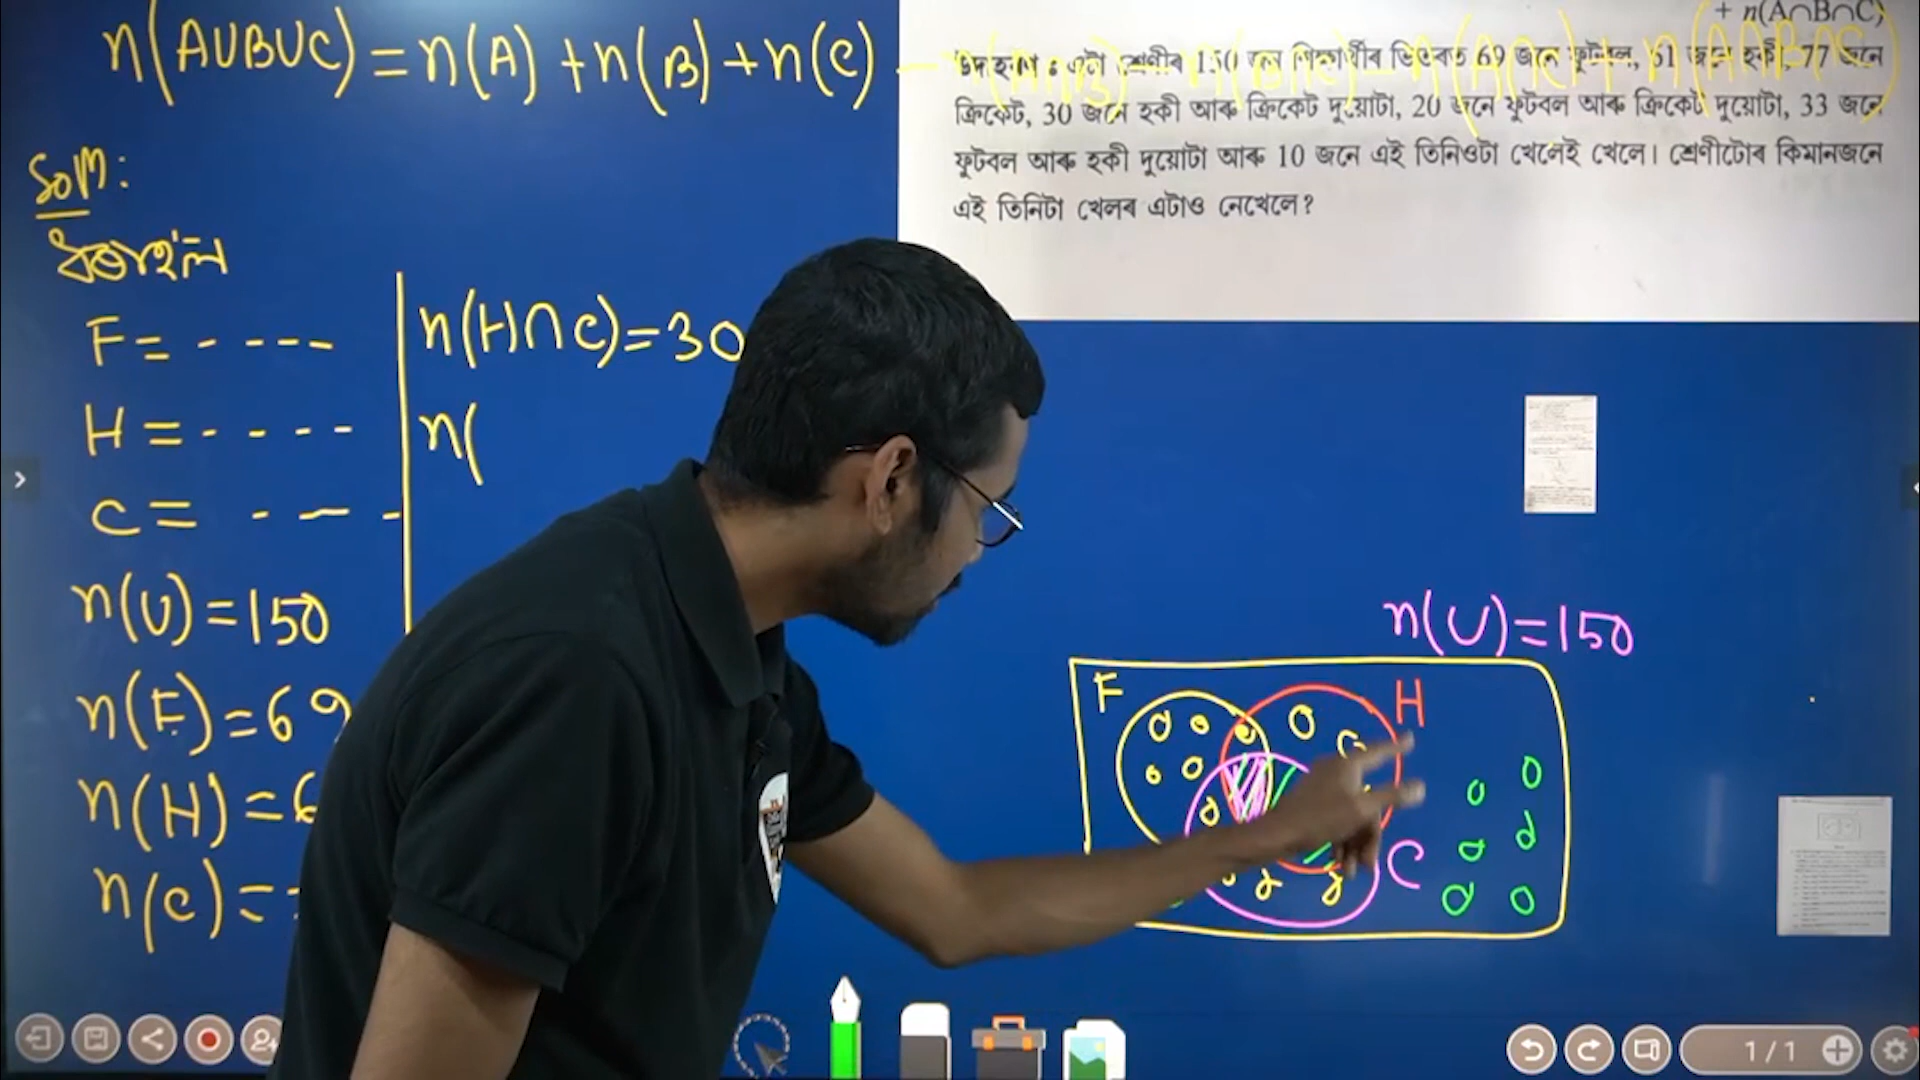 n(A∪B∪C) = n(A) + n(B) + n(C) -
+ n(A∩B∩C)
উদাহৰণ : এটা শ্ৰেণীৰ 150 জন শিক্ষাৰ্থীৰ ভিতৰত 69 জনে ফুটবল, 61 জনে হকী, 77 জনে
ক্ৰিকেট, 30 জনে হকী আৰু ক্ৰিকেট দুয়োটা, 20 জনে ফুটবল আৰু ক্ৰিকেট দুয়োটা, 33 জনে
ফুটবল আৰু হকী দুয়োটা আৰু 10 জনে এই তিনিওটা খেলেই খেলে। শ্ৰেণীটোৰ কিমানজনে
এই তিনিটা খেলৰ এটাও নেখেলে?
Soln:
ধৰাহ'ল
F = - - - -
H = - - - -
C = - - -
n(U) = 150
n(F) = 69
n(H) = 6
n(C) =
n(H∩C) = 30
n(
n(U) = 150
F
H
C
1/1